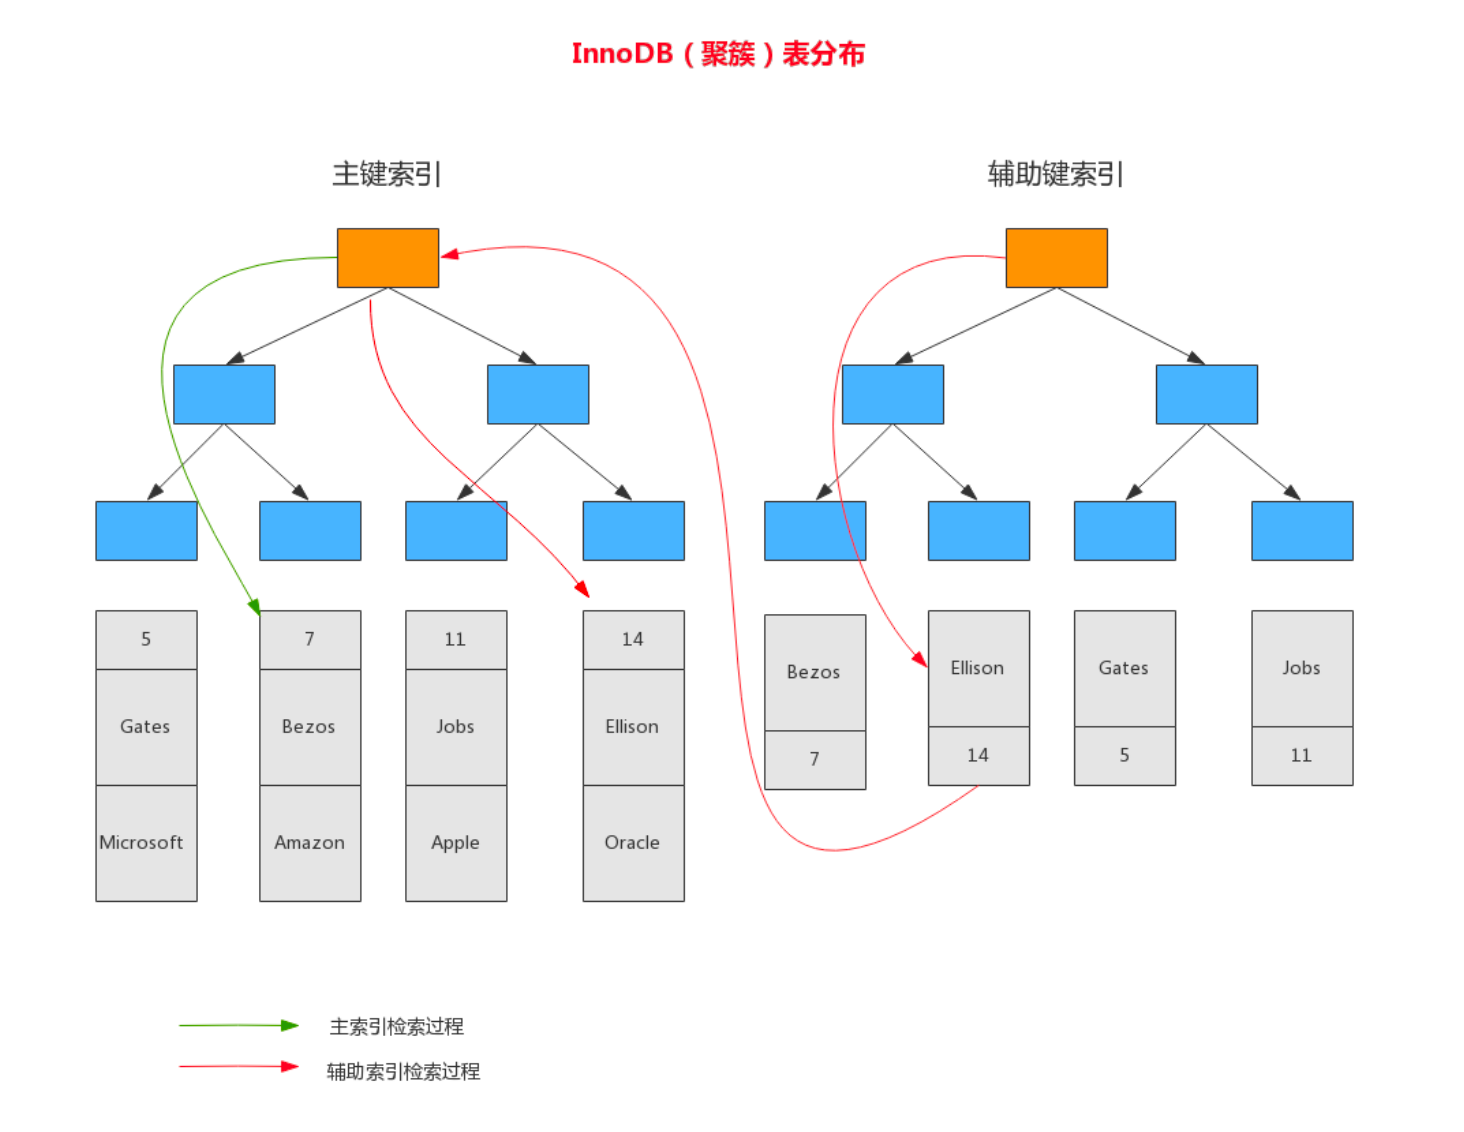 InnoDB（聚簇）表分布
主键索引
辅助键索引
5
7
11
14
Gates
Bezos
Jobs
Ellison
Microsoft
Amazon
Apple
Oracle
Bezos
Ellison
Gates
Jobs
7
14
5
11
主索引检索过程
辅助索引检索过程